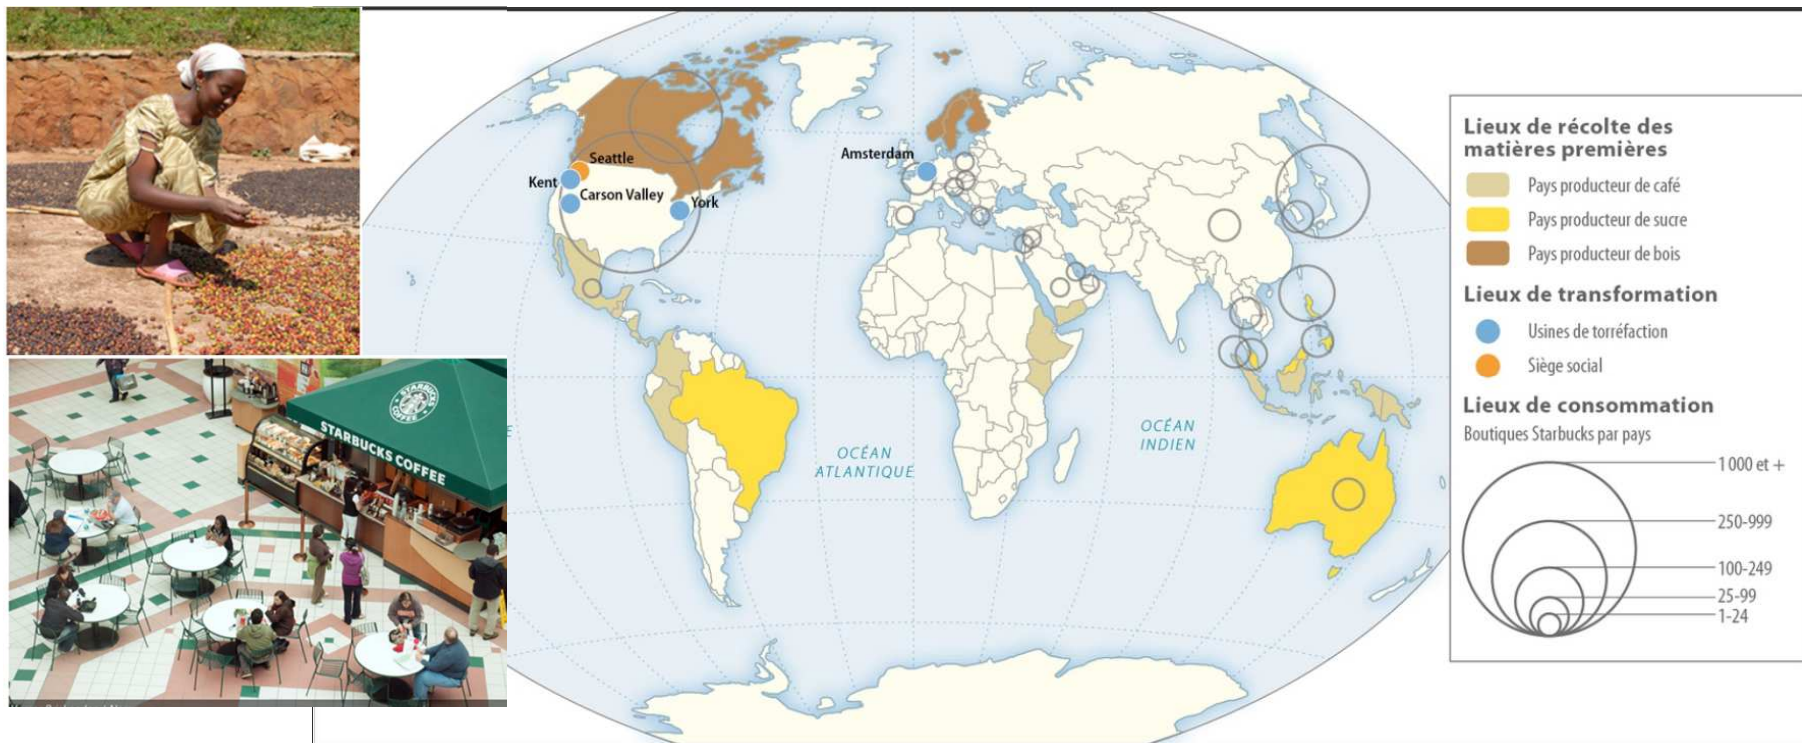 STARBUCKS
COFFEE
STARBUCKS COFFEE
Seattle
Kent
Carson Valley
York
Amsterdam
OCÉAN
ATLANTIQUE
OCÉAN
INDIEN
Lieux de récolte des
matières premières
Pays producteur de café
Pays producteur de sucre
Pays producteur de bois
Lieux de transformation
Usines de torréfaction
Siège social
Lieux de consommation
Boutiques Starbucks par pays
1 000 et +
250-999
100-249
25-99
1-24